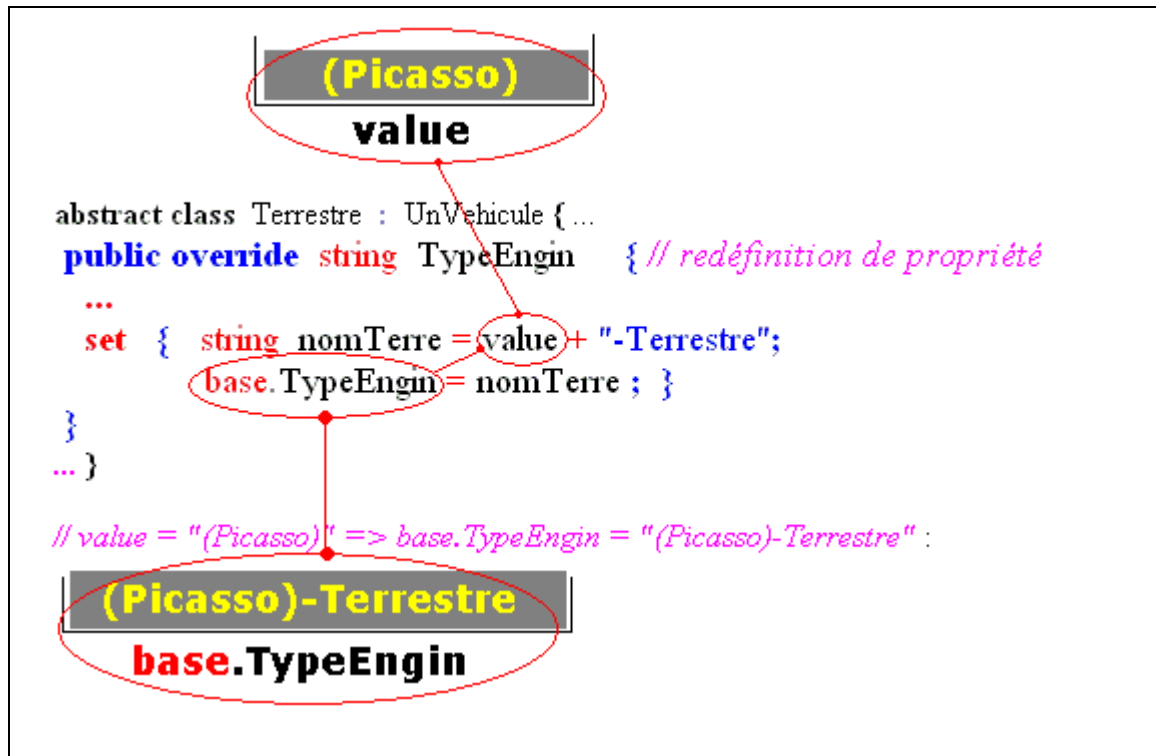 (Picasso)
value
abstract class Terrestre : UnVehicule { ...
public override string TypeEngin { // redéfinition de propriété
...
set { string nomTerre = value + "-Terrestre";
base.TypeEngin = nomTerre ; }
}
... }
// value = "(Picasso)" => base.TypeEngin = "(Picasso)-Terrestre" :
(Picasso)-Terrestre
base.TypeEngin